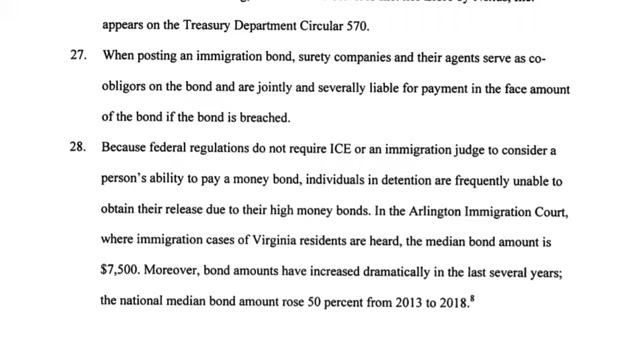 appears on the Treasury Department Circular 570.
27. When posting an immigration bond, surety companies and their agents serve as co-
obligors on the bond and are jointly and severally liable for payment in the face amount
of the bond if the bond is breached.
28. Because federal regulations do not require ICE or an immigration judge to consider a
person's ability to pay a money bond, individuals in detention are frequently unable to
obtain their release due to their high money bonds. In the Arlington Immigration Court,
where immigration cases of Virginia residents are heard, the median bond amount is
$7,500. Moreover, bond amounts have increased dramatically in the last several years;
the national median bond amount rose 50 percent from 2013 to 2018.⁸